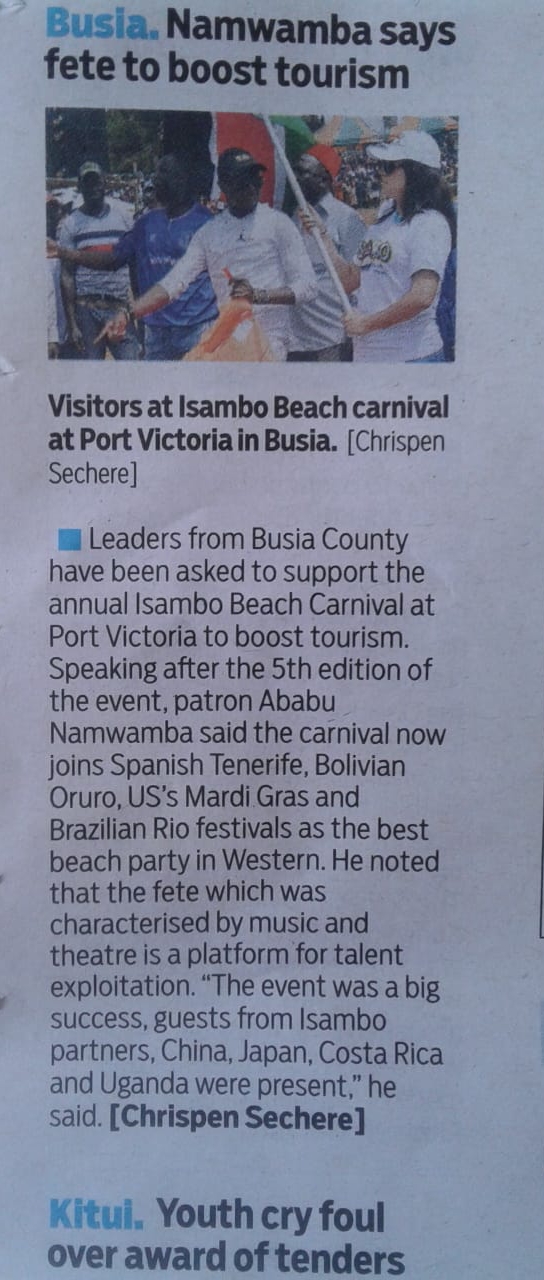 Busia. Namwamba says
fete to boost tourism
Visitors at Isambo Beach carnival
at Port Victoria in Busia. [Chrispen
Sechere]
Leaders from Busia County
have been asked to support the
annual Isambo Beach Carnival at
Port Victoria to boost tourism.
Speaking after the 5th edition of
the event, patron Ababu
Namwamba said the carnival now
joins Spanish Tenerife, Bolivian
Oruro, US's Mardi Gras and
Brazilian Rio festivals as the best
beach party in Western. He noted
that the fete which was
characterised by music and
theatre is a platform for talent
exploitation. “The event was a big
success, guests from Isambo
partners, China, Japan, Costa Rica
and Uganda were present,” he
said. [Chrispen Sechere]
Kitui. Youth cry foul
over award of tenders